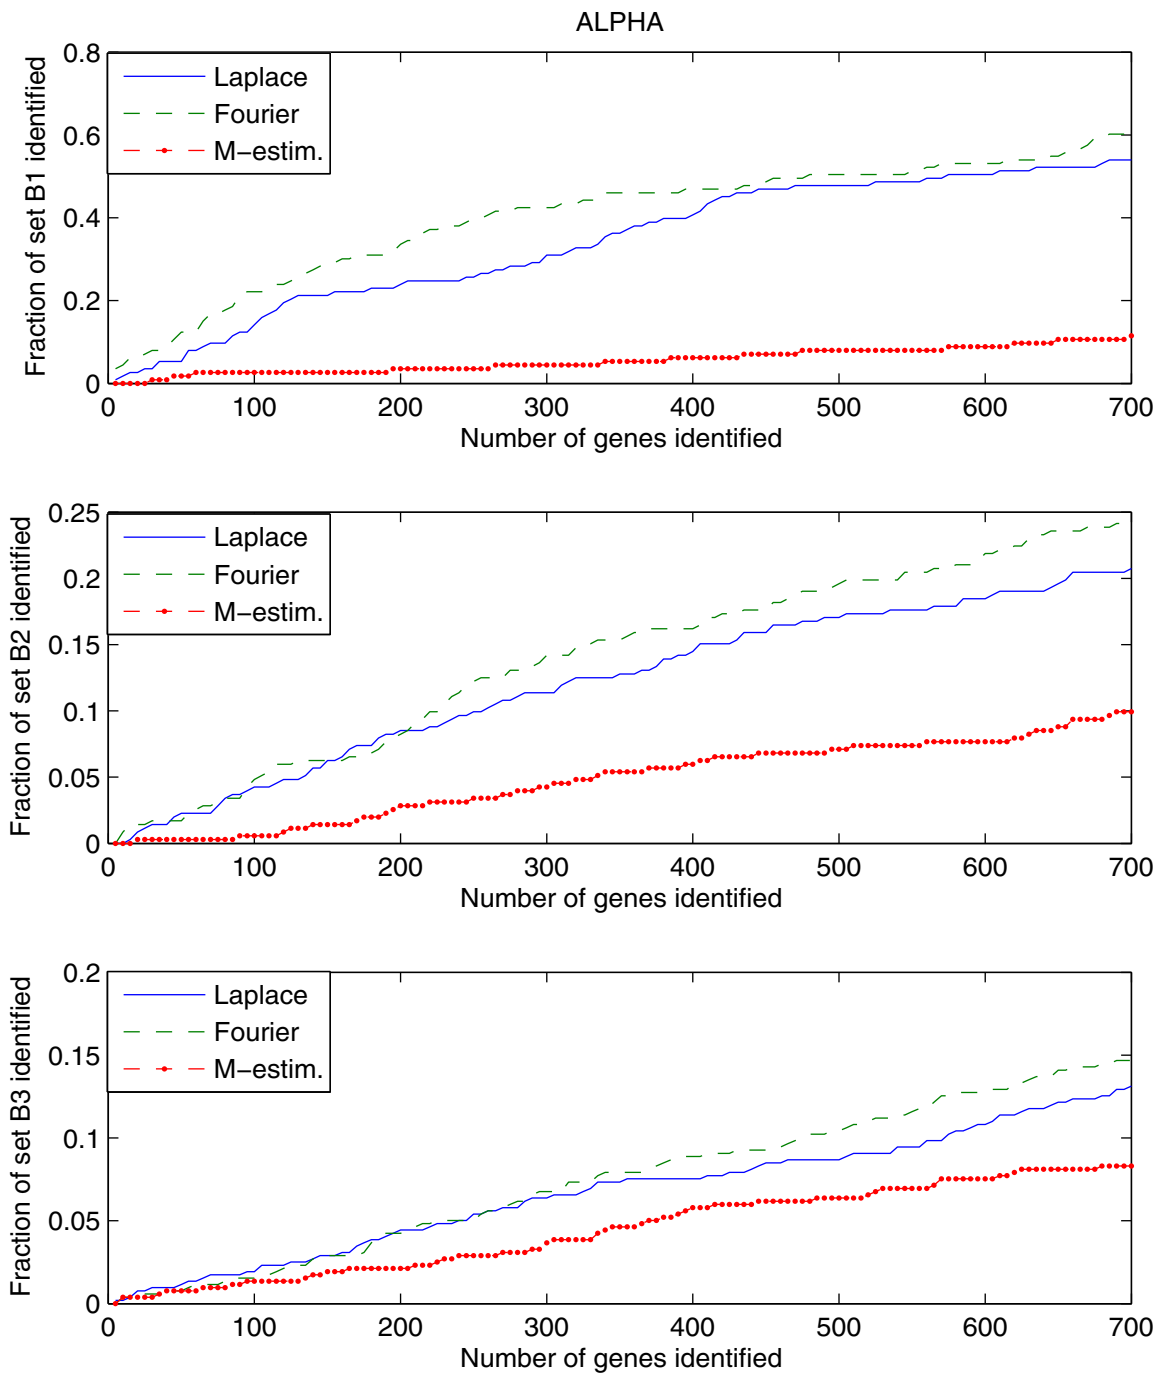 ALPHA
Fraction of set B1 identified
0.8
0.6
0.4
0.2
0
Laplace
Fourier
M−estim.
0 100 200 300 400 500 600 700
Number of genes identified
Fraction of set B2 identified
0.25
0.2
0.15
0.1
0.05
0
Laplace
Fourier
M−estim.
0 100 200 300 400 500 600 700
Number of genes identified
Fraction of set B3 identified
0.2
0.15
0.1
0.05
0
Laplace
Fourier
M−estim.
0 100 200 300 400 500 600 700
Number of genes identified